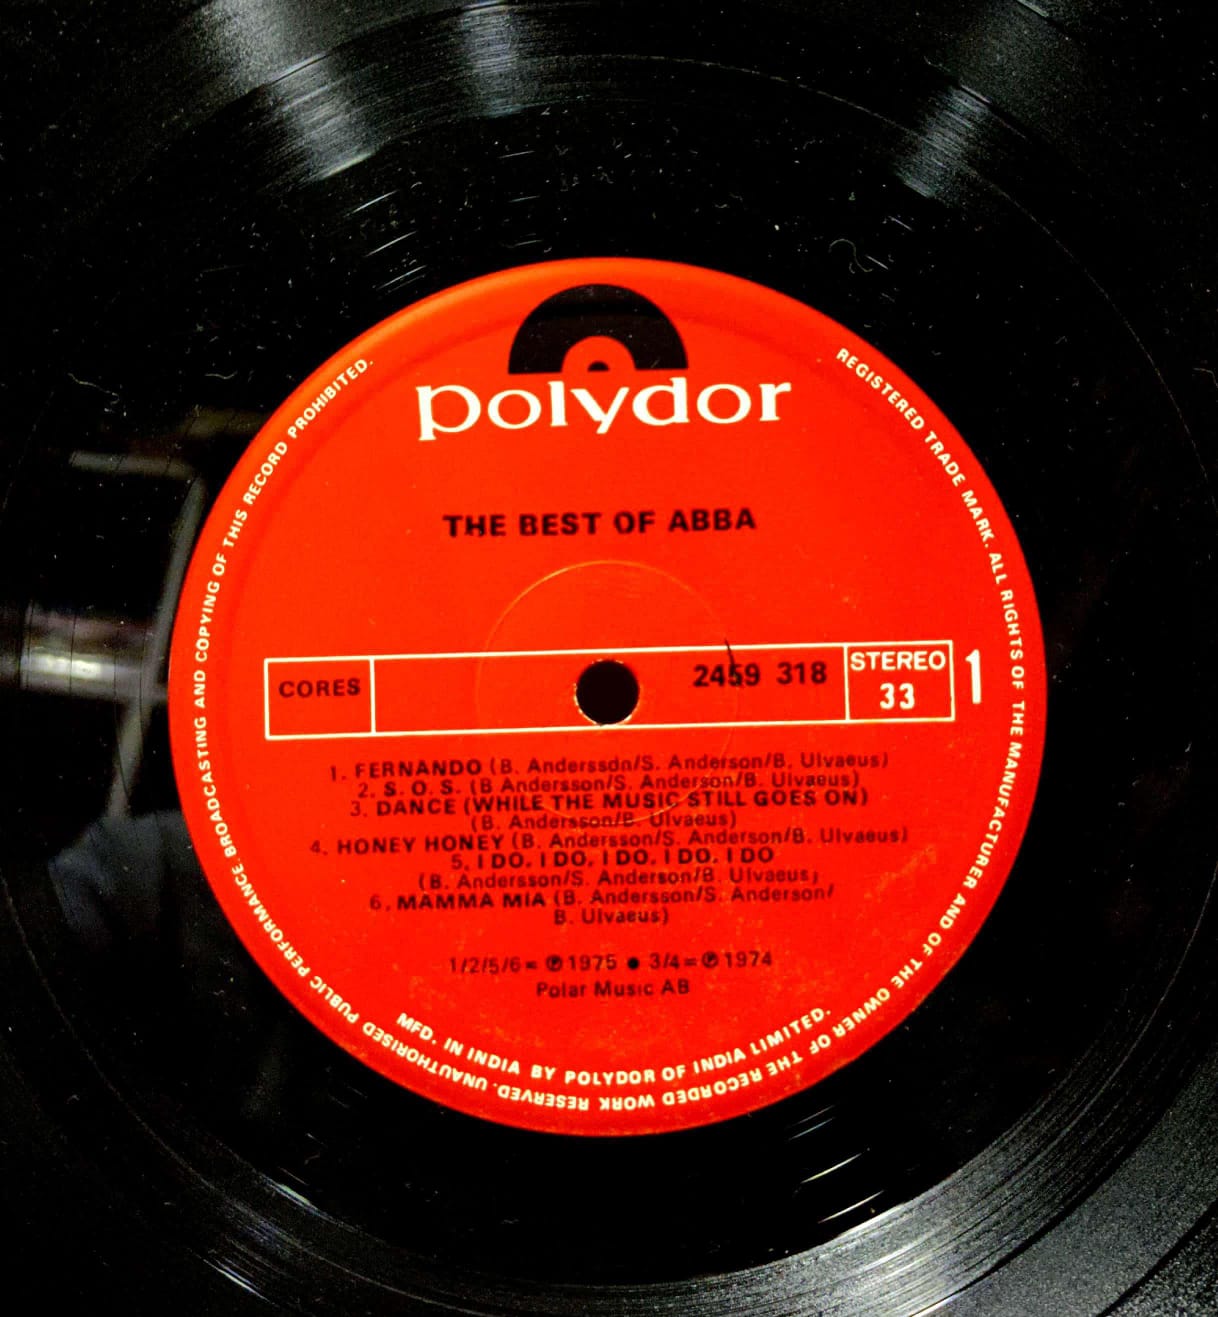 polydor
THE BEST OF ABBA
CORES
2459 318
STEREO
33
1
1. FERNANDO (B. Anderssdn/S. Anderson/B. Ulvaeus)
2. S. O. S. (B Andersson/S. Anderson/B. Ulvaeus)
3. DANCE (WHILE THE MUSIC STILL GOES ON)
(B. Andersson/B. Ulvaeus)
4. HONEY HONEY (B. Andersson/S. Anderson/B. Ulvaeus)
5. I DO, I DO, I DO, I DO, I DO
(B. Andersson/S. Anderson/B. Ulvaeus)
6. MAMMA MIA (B. Andersson/S. Anderson/
B. Ulvaeus)
1/2/5/6= ℗ 1975 ● 3/4=℗ 1974
Polar Music AB
MFD. IN INDIA BY POLYDOR OF INDIA LIMITED.
REGISTERED TRADE MARK. ALL RIGHTS OF THE MANUFACTURER AND OF THE OWNER OF THE RECORDED WORK RESERVED. UNAUTHORISED PUBLIC PERFORMANCE BROADCASTING AND COPYING OF THIS RECORD PROHIBITED.